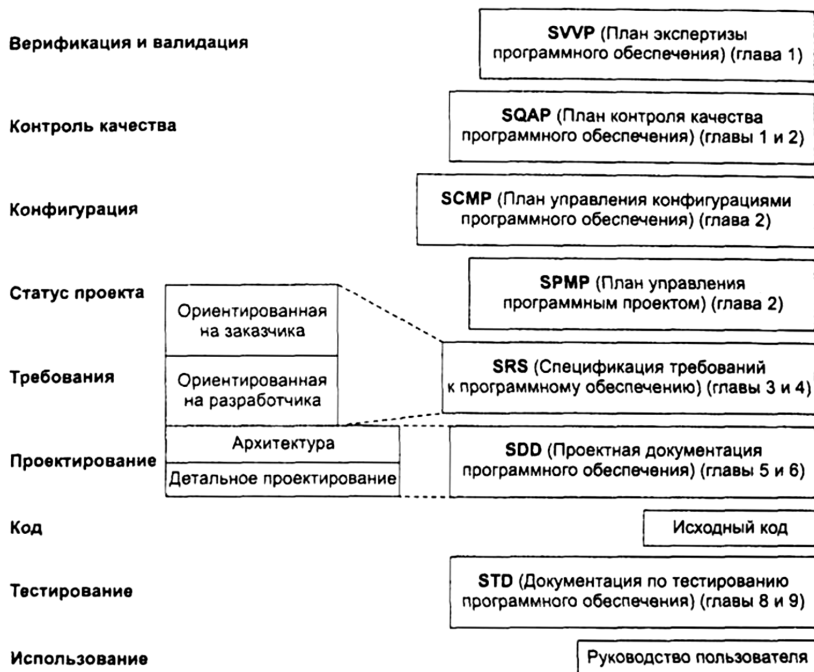 Верификация и валидация
SVVP (План экспертизы
программного обеспечения) (глава 1)
Контроль качества
SQAP (План контроля качества
программного обеспечения) (главы 1 и 2)
Конфигурация
SCMP (План управления конфигурациями
программного обеспечения) (глава 2)
Статус проекта
SPMP (План управления
программным проектом) (глава 2)
Ориентированная
на заказчика
Требования
Ориентированная
на разработчика
SRS (Спецификация требований
к программному обеспечению) (главы 3 и 4)
Проектирование
Архитектура
Детальное проектирование
SDD (Проектная документация
программного обеспечения) (главы 5 и 6)
Код
Исходный код
Тестирование
STD (Документация по тестированию
программного обеспечения) (главы 8 и 9)
Использование
Руководство пользователя